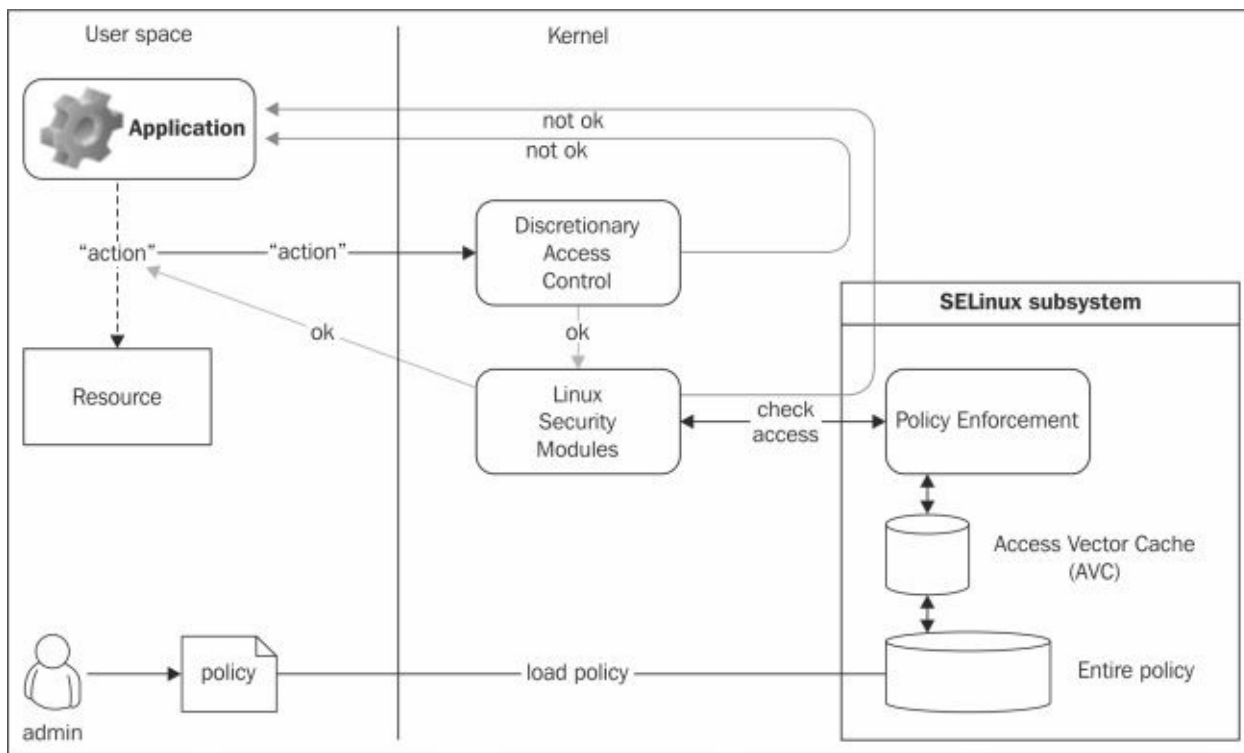 User space
Kernel
Application
not ok
not ok
Discretionary
Access
Control
“action”
“action”
SELinux subsystem
ok
ok
Resource
Linux
Security
Modules
check
access
Policy Enforcement
Access Vector Cache
(AVC)
policy
load policy
Entire policy
admin